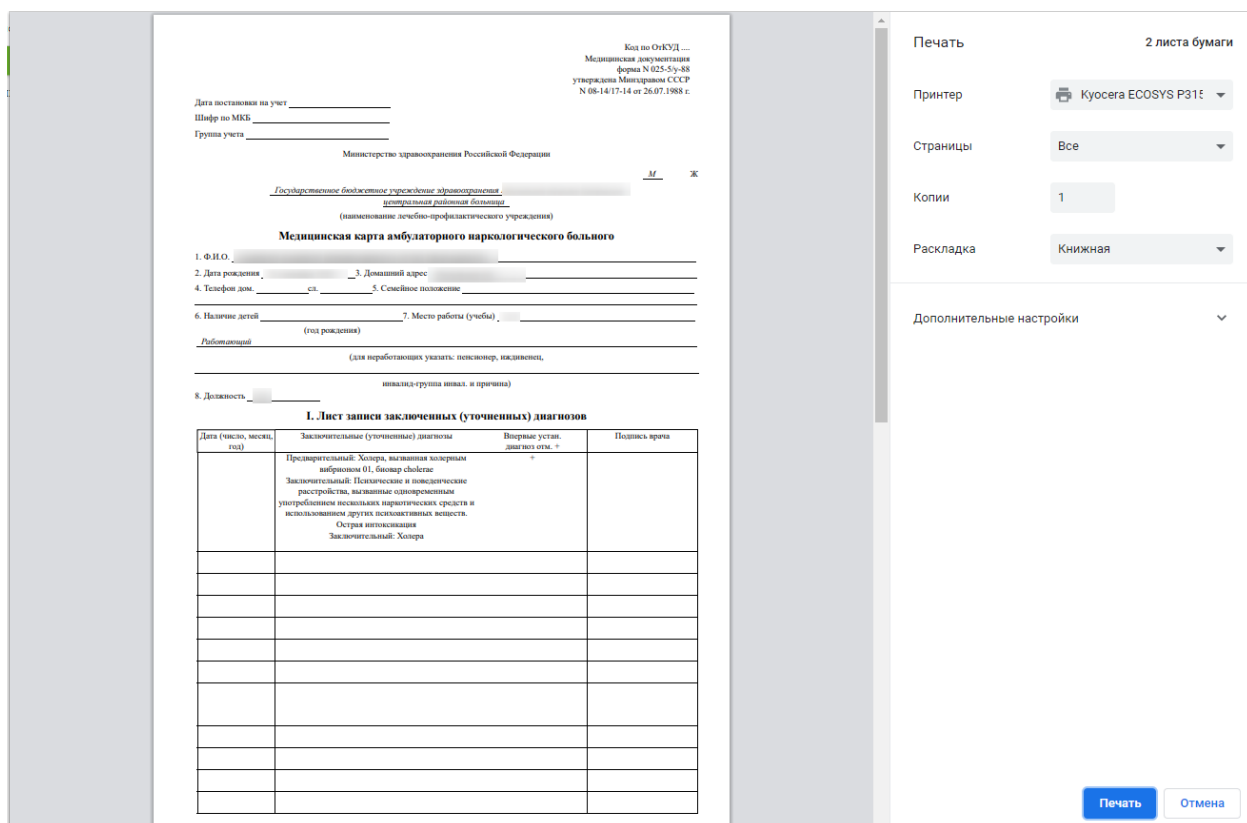 Код по ОтКУД ....
Медицинская документация
форма N 025-5/у-88
утверждена Минздравом СССР
N 08-14/17-14 от 26.07.1988 г.
Дата постановки на учет
Шифр по МКБ
Группа учета
Министерство здравоохранения Российской Федерации
М Ж
Государственное бюджетное учреждение здравоохранения
центральная районная больница
(наименование лечебно-профилактического учреждения)
Медицинская карта амбулаторного наркологического больного
1. Ф.И.О.
2. Дата рождения 3. Домашний адрес
4. Телефон дом. сл. 5. Семейное положение
6. Наличие детей 7. Место работы (учебы)
(год рождения)
Работающий
(для неработающих указать: пенсионер, иждивенец,
инвалид-группа инвал. и причина)
8. Должность
I. Лист записи заключенных (уточненных) диагнозов
Дата (число, месяц, год)
Заключительные (уточненные) диагнозы
Впервые устан. диагноз отм. +
Подпись врача
Предварительный: Холера, вызванная холерным
вибрионом 01, биовар cholerae
Заключительный: Психические и поведенческие
расстройства, вызванные одновременным
употреблением нескольких наркотических средств и
использованием других психоактивных веществ.
Острая интоксикация
Заключительный: Холера
+
Печать 2 листа бумаги
Принтер Kyocera ECOSYS P315
Страницы Все
Копии 1
Раскладка Книжная
Дополнительные настройки
Печать Отмена